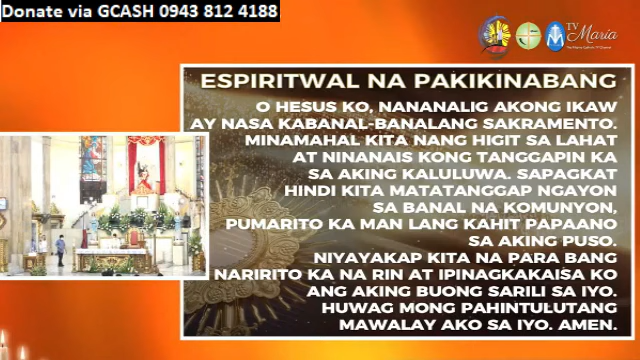 Donate via GCASH 0943 812 4188
TV
Maria
ESPIRITWAL NA PAKIKINABANG
O HESUS KO, NANANALIG AKONG IKAW
AY NASA KABANAL-BANALANG SAKRAMENTO.
MINAMAHAL KITA NANG HIGIT SA LAHAT
AT NINANAIS KONG TANGGAPIN KA
SA AKING KALULUWA. SAPAGKAT
HINDI KITA MATATANGGAP NGAYON
SA BANAL NA KOMUNYON,
PUMARITO KA MAN LANG KAHIT PAPAANO
SA AKING PUSO.
NIYAYAKAP KITA NA PARA BANG
NARIRITO KA NA RIN AT IPINAGKAKAISA KO
ANG AKING BUONG SARILI SA IYO.
HUWAG MONG PAHINTULUTANG
MAWALAY AKO SA IYO. AMEN.